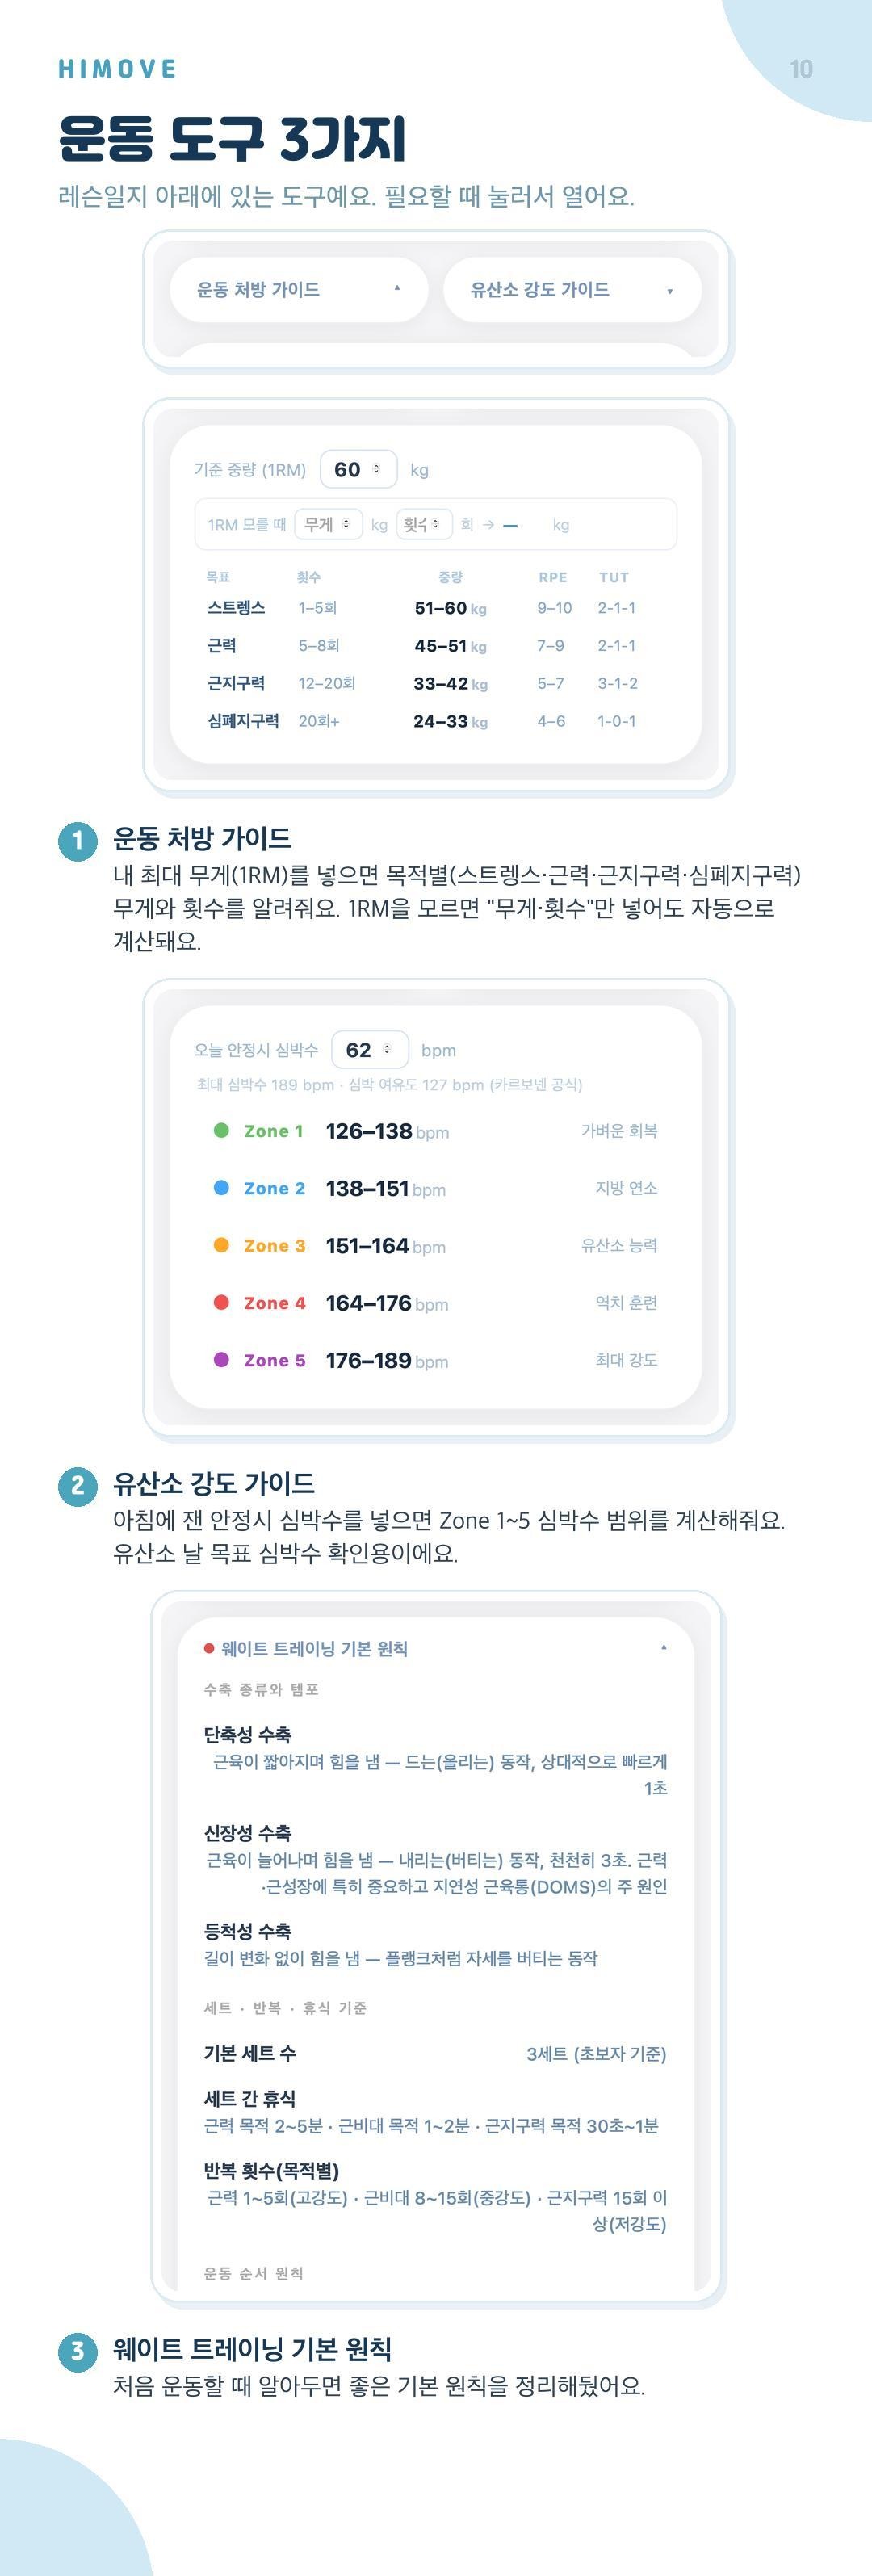 HIMOVE
10
운동 도구 3가지
레슨일지 아래에 있는 도구예요. 필요할 때 눌러서 열어요.
운동 처방 가이드 ▲ 유산소 강도 가이드 ▼
기준 중량 (1RM) 60 kg
1RM 모를 때 무게 kg 횟수 회 → — kg
목표 횟수 중량 RPE TUT
스트렝스 1–5회 51–60 kg 9–10 2-1-1
근력 5–8회 45–51 kg 7–9 2-1-1
근지구력 12–20회 33–42 kg 5–7 3-1-2
심폐지구력 20회+ 24–33 kg 4–6 1-0-1
1 운동 처방 가이드
내 최대 무게(1RM)를 넣으면 목적별(스트렝스·근력·근지구력·심폐지구력)
무게와 횟수를 알려줘요. 1RM을 모르면 "무게·횟수"만 넣어도 자동으로
계산돼요.
오늘 안정시 심박수 62 bpm
최대 심박수 189 bpm · 심박 여유도 127 bpm (카르보넨 공식)
Zone 1 126–138 bpm 가벼운 회복
Zone 2 138–151 bpm 지방 연소
Zone 3 151–164 bpm 유산소 능력
Zone 4 164–176 bpm 역치 훈련
Zone 5 176–189 bpm 최대 강도
2 유산소 강도 가이드
아침에 잰 안정시 심박수를 넣으면 Zone 1~5 심박수 범위를 계산해줘요.
유산소 날 목표 심박수 확인용이에요.
웨이트 트레이닝 기본 원칙 ▲
수축 종류와 템포
단축성 수축
근육이 짧아지며 힘을 냄 — 드는(올리는) 동작, 상대적으로 빠르게
1초
신장성 수축
근육이 늘어나며 힘을 냄 — 내리는(버티는) 동작, 천천히 3초. 근력
·근성장에 특히 중요하고 지연성 근육통(DOMS)의 주 원인
등척성 수축
길이 변화 없이 힘을 냄 — 플랭크처럼 자세를 버티는 동작
세트 · 반복 · 휴식 기준
기본 세트 수 3세트 (초보자 기준)
세트 간 휴식
근력 목적 2~5분 · 근비대 목적 1~2분 · 근지구력 목적 30초~1분
반복 횟수(목적별)
근력 1~5회(고강도) · 근비대 8~15회(중강도) · 근지구력 15회 이
상(저강도)
운동 순서 원칙
3 웨이트 트레이닝 기본 원칙
처음 운동할 때 알아두면 좋은 기본 원칙을 정리해뒀어요.